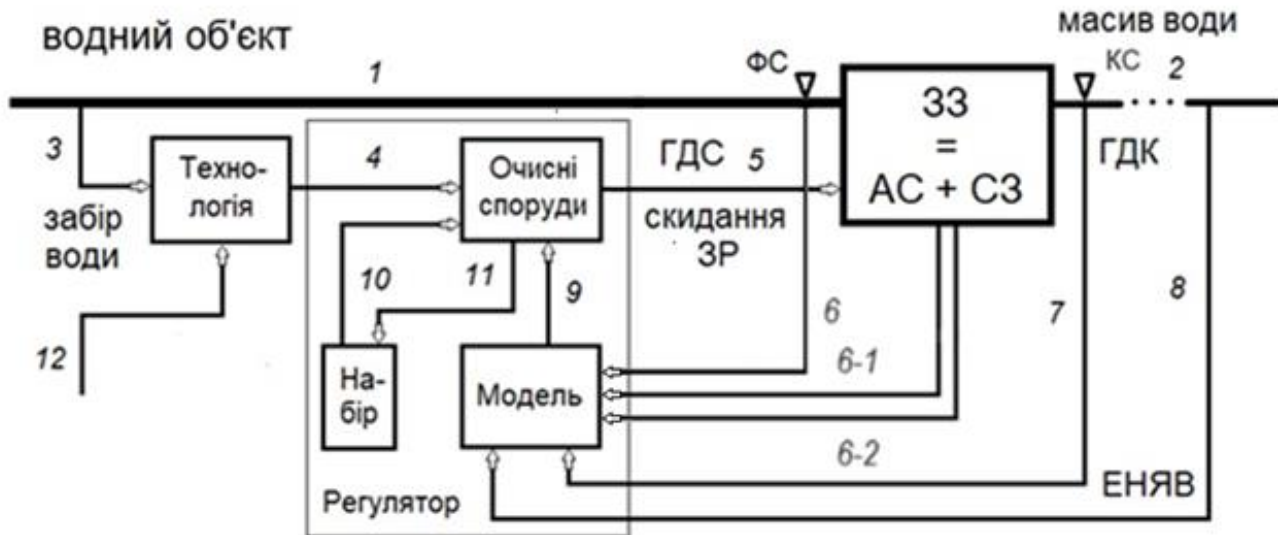 водний об'єкт
масив води
1
ФС
КС
2
ЗЗ
=
АС + СЗ
3
Техно-
логія
4
Очисні
споруди
ГДС
5
ГДК
забір
води
скидання
ЗР
10
11
9
6
7
8
12
На-
бір
Модель
6-1
6-2
Регулятор
ЕНЯВ